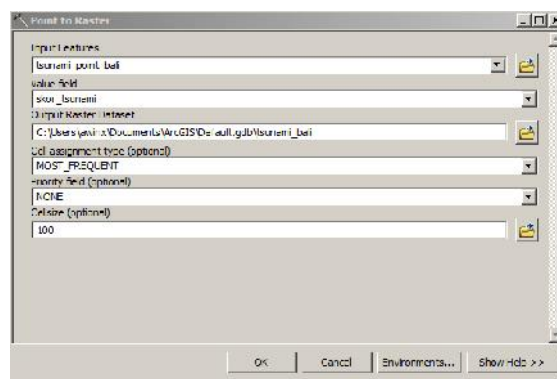 Point to Raster
Input Features
tsunami_point_bali
Value field
skor_tsunami
Output Raster Dataset
C:\Users\avinx\Documents\ArcGIS\Default.gdb\tsunami_bali
Cell assignment type (optional)
MOST_FREQUENT
Priority field (optional)
NONE
Cellsize (optional)
100
OK
Cancel
Environments...
Show Help >>